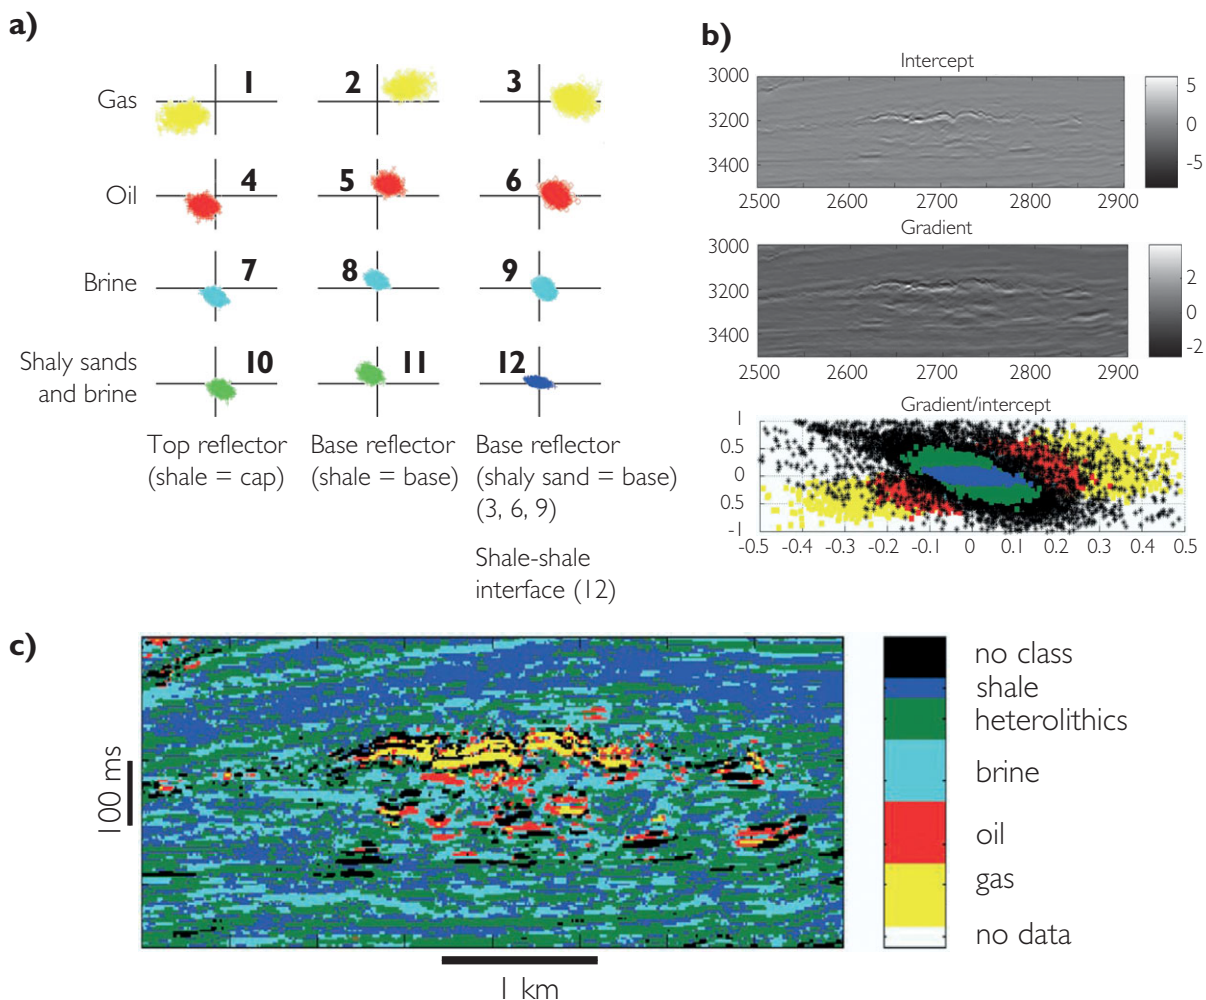 a)
Gas
1
2
3
Oil
4
5
6
Brine
7
8
9
Shaly sands
and brine
10
11
12
Top reflector
(shale = cap)
Base reflector
(shale = base)
Base reflector
(shaly sand = base)
(3, 6, 9)
Shale-shale
interface (12)
b)
Intercept
3000
3200
3400
2500 2600 2700 2800 2900
5
0
-5
Gradient
3000
3200
3400
2500 2600 2700 2800 2900
2
0
-2
Gradient/intercept
1
0.5
0
0.5
-1
-0.5 -0.4 -0.3 -0.2 -0.1 0 0.1 0.2 0.3 0.4 0.5
c)
100 ms
1 km
no class
shale
heterolithics
brine
oil
gas
no data